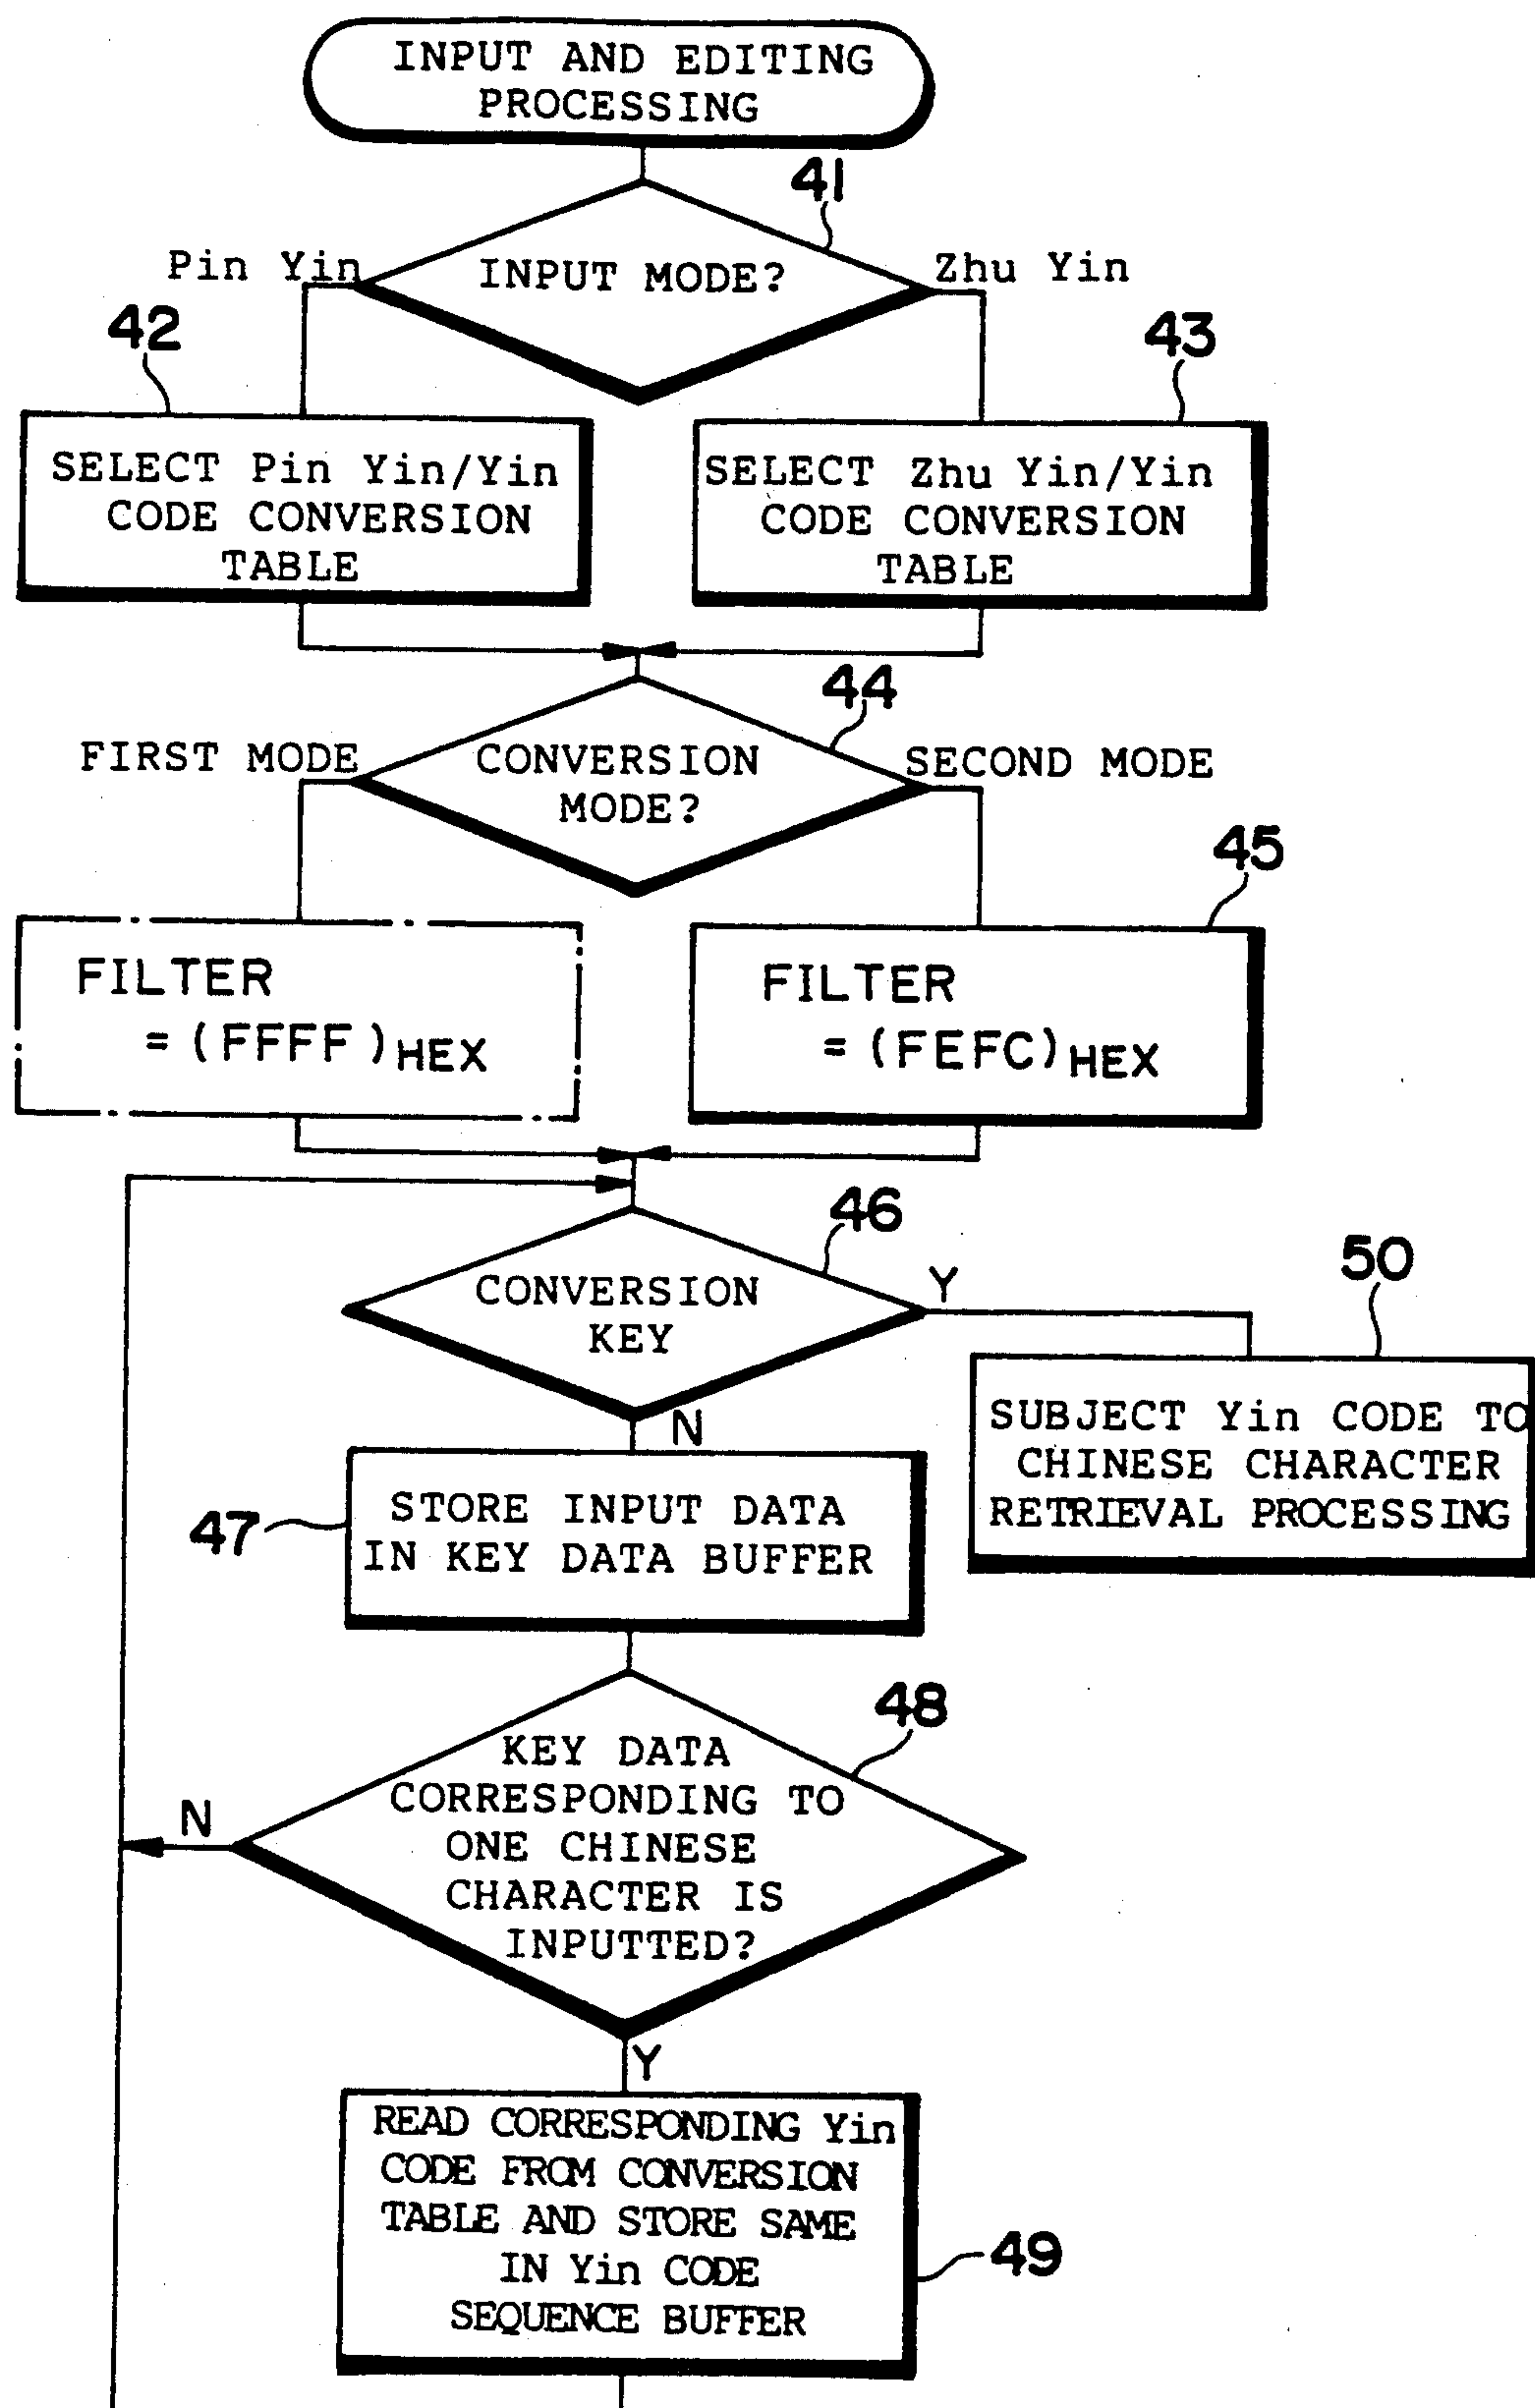 INPUT AND EDITING
PROCESSING
41
INPUT MODE?
Pin Yin
Zhu Yin
42
43
SELECT Pin Yin/Yin
CODE CONVERSION
TABLE
SELECT Zhu Yin/Yin
CODE CONVERSION
TABLE
44
CONVERSION
MODE?
FIRST MODE
SECOND MODE
45
FILTER
= (FFFF)HEX
FILTER
= (FEFC)HEX
46
CONVERSION
KEY
Y
N
50
SUBJECT Yin CODE TO
CHINESE CHARACTER
RETRIEVAL PROCESSING
47
STORE INPUT DATA
IN KEY DATA BUFFER
48
KEY DATA
CORRESPONDING TO
ONE CHINESE
CHARACTER IS
INPUTTED?
N
Y
READ CORRESPONDING Yin
CODE FROM CONVERSION
TABLE AND STORE SAME
IN Yin CODE
SEQUENCE BUFFER
49